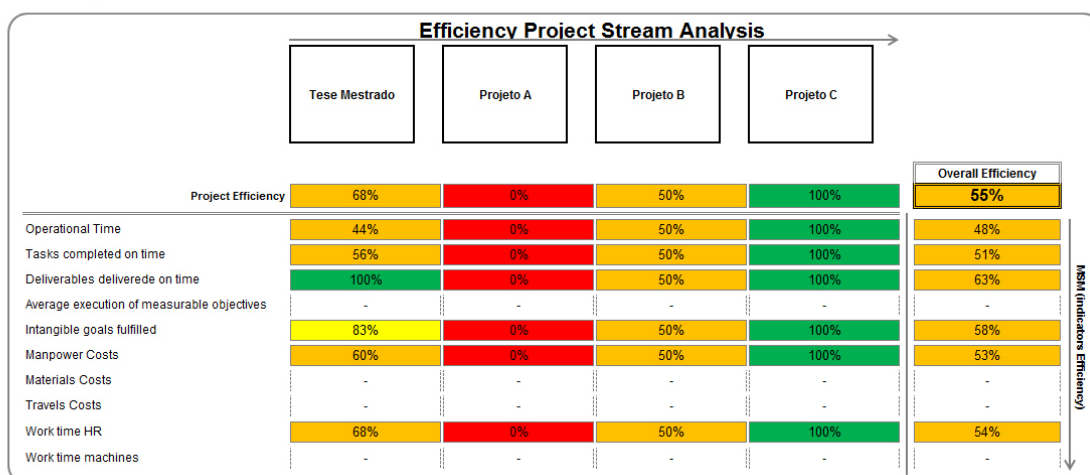 Efficiency Project Stream Analysis
Tese Mestrado Projeto A Projeto B Projeto C
Overall Efficiency
Project Efficiency 68% 0% 50% 100% 55%
Operational Time 44% 0% 50% 100% 48%
Tasks completed on time 56% 0% 50% 100% 51%
Deliverables deliverede on time 100% 0% 50% 100% 63%
Average execution of measurable objectives - - - - -
Intangible goals fulfilled 83% 0% 50% 100% 58%
Manpower Costs 60% 0% 50% 100% 53%
Materials Costs - - - - -
Travels Costs - - - - -
Work time HR 68% 0% 50% 100% 54%
Work time machines - - - - -
MSM (indicators Efficiency)